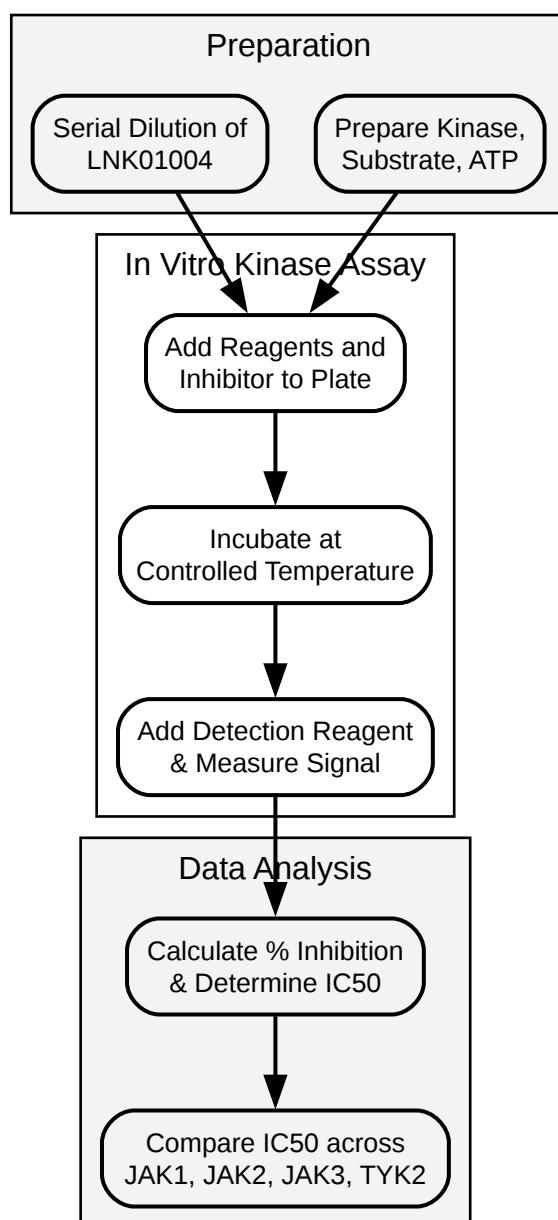 Preparation
Serial Dilution of
LNK01004
Prepare Kinase,
Substrate, ATP
In Vitro Kinase Assay
Add Reagents and
Inhibitor to Plate
Incubate at
Controlled Temperature
Add Detection Reagent
& Measure Signal
Data Analysis
Calculate % Inhibition
& Determine IC50
Compare IC50 across
JAK1, JAK2, JAK3, TYK2